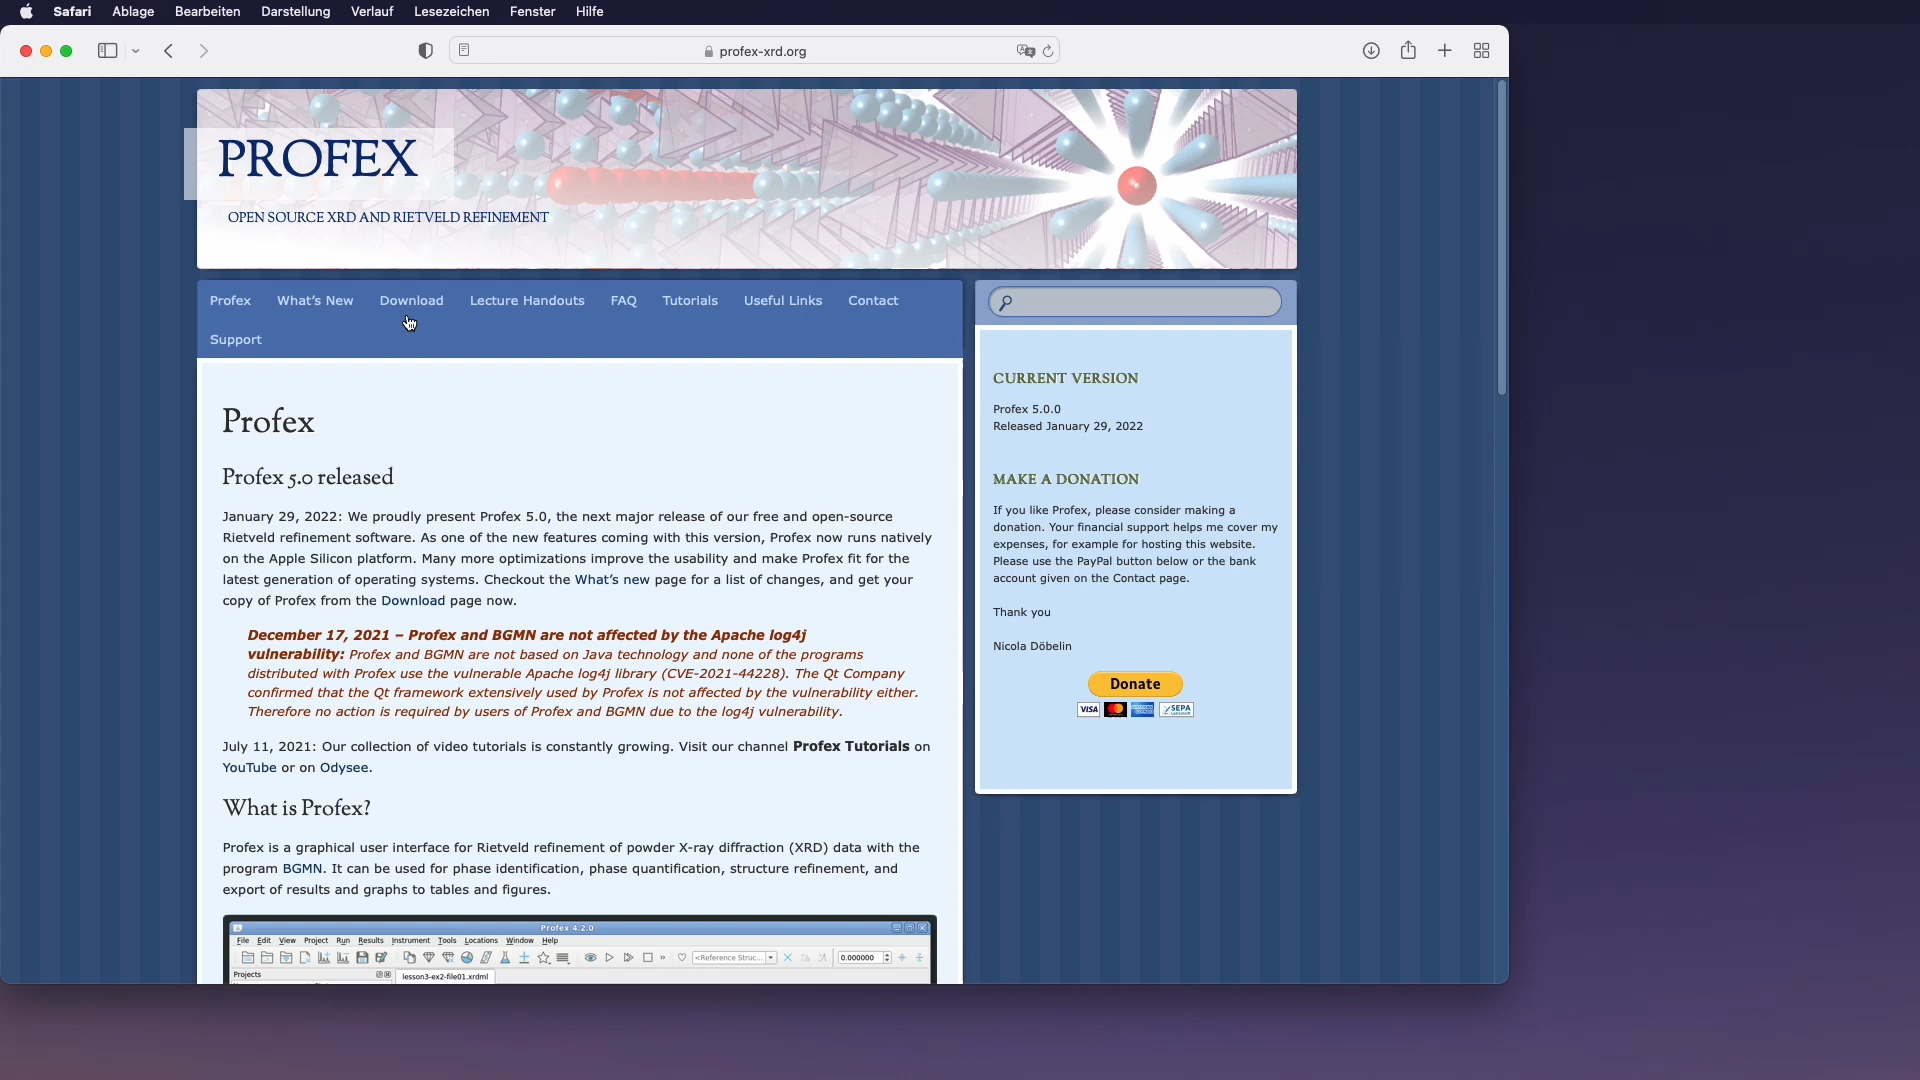 Safari Ablage Bearbeiten Darstellung Verlauf Lesezeichen Fenster Hilfe
profex-xrd.org
PROFEX
OPEN SOURCE XRD AND RIETVELD REFINEMENT
Profex What's New Download Lecture Handouts FAQ Tutorials Useful Links Contact
Support
Profex
Profex 5.0 released
January 29, 2022: We proudly present Profex 5.0, the next major release of our free and open-source
Rietveld refinement software. As one of the new features coming with this version, Profex now runs natively
on the Apple Silicon platform. Many more optimizations improve the usability and make Profex fit for the
latest generation of operating systems. Checkout the What's new page for a list of changes, and get your
copy of Profex from the Download page now.
December 17, 2021 – Profex and BGMN are not affected by the Apache log4j
vulnerability: Profex and BGMN are not based on Java technology and none of the programs
distributed with Profex use the vulnerable Apache log4j library (CVE-2021-44228). The Qt Company
confirmed that the Qt framework extensively used by Profex is not affected by the vulnerability either.
Therefore no action is required by users of Profex and BGMN due to the log4j vulnerability.
July 11, 2021: Our collection of video tutorials is constantly growing. Visit our channel Profex Tutorials on
YouTube or on Odysee.
What is Profex?
Profex is a graphical user interface for Rietveld refinement of powder X-ray diffraction (XRD) data with the
program BGMN. It can be used for phase identification, phase quantification, structure refinement, and
export of results and graphs to tables and figures.
Profex 4.2.0
File Edit View Project Run Results Instrument Tools Locations Window Help
<Reference Struc... 0.000000
Projects lesson3-ex2-file01.xrdml
CURRENT VERSION
Profex 5.0.0
Released January 29, 2022
MAKE A DONATION
If you like Profex, please consider making a
donation. Your financial support helps me cover my
expenses, for example for hosting this website.
Please use the PayPal button below or the bank
account given on the Contact page.
Thank you
Nicola Döbelin
Donate
VISA SEPA